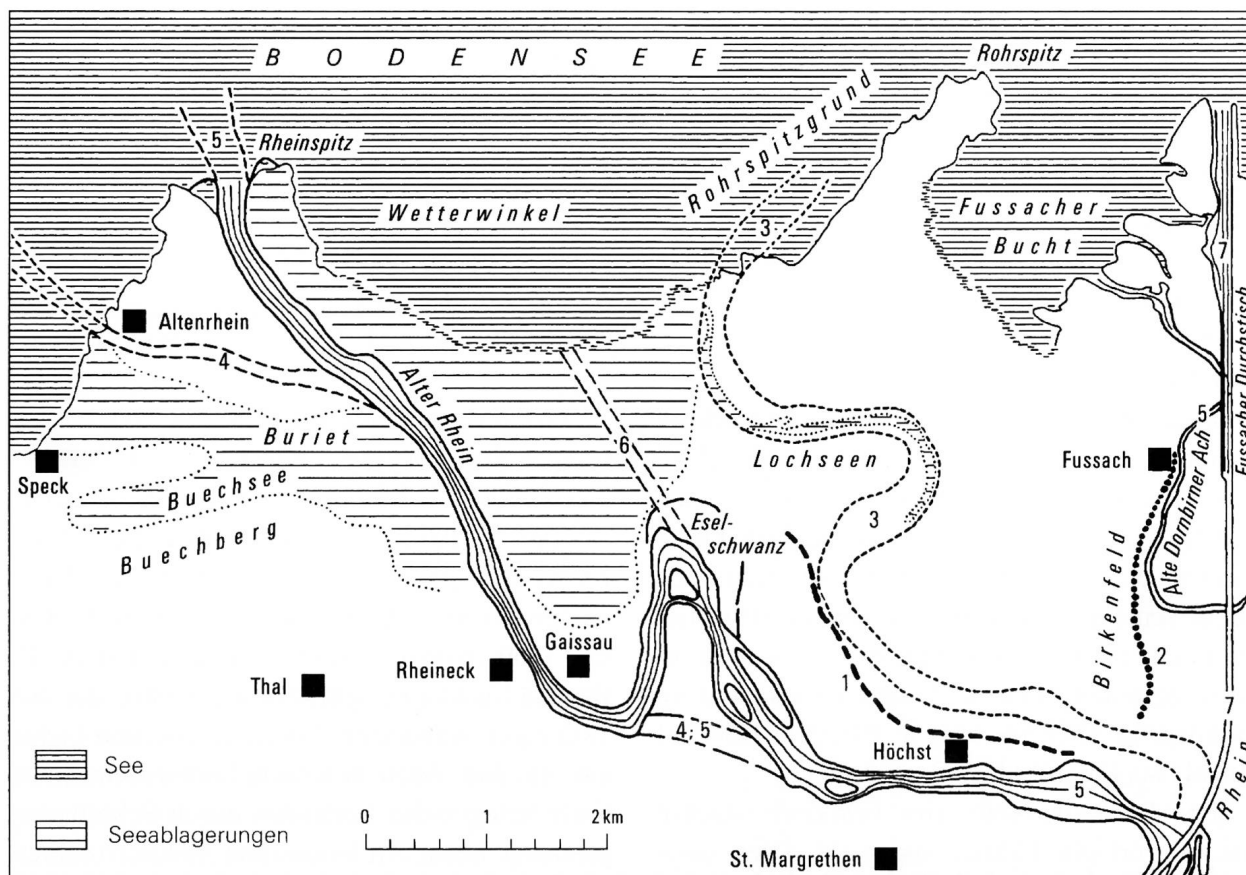 BODENSEE
Rohrspitz
5
Rheinspitz
Rohrspitzgrund
Wetterwinkel
3
Fussacher
Bucht
7
Altenrhein
4
Fussacher Durchstich
Alter Rhein
Buriet
6
5
Speck
Buechsee
Lochseen
Fussach
Buechberg
3
Esel-
schwanz
Alte Dornbirner Ach
Birkenfeld
Gaissau
Rheineck
Thal
1
2
7
4; 5
Höchst
5
Rhein
See
Seeablagerungen
0 1 2 km
St. Margrethen